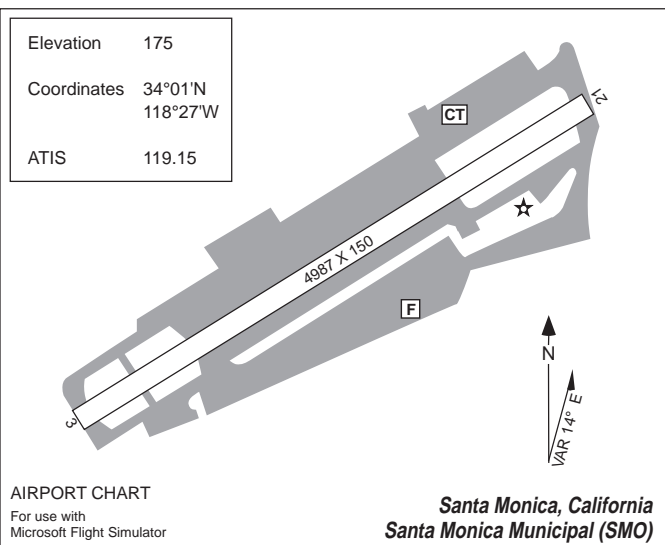 Elevation 175
Coordinates 34°01'N
118°27'W
ATIS 119.15
CT
21
4987 X 150
F
N
VAR 14° E
3
AIRPORT CHART
For use with
Microsoft Flight Simulator
Santa Monica, California
Santa Monica Municipal (SMO)